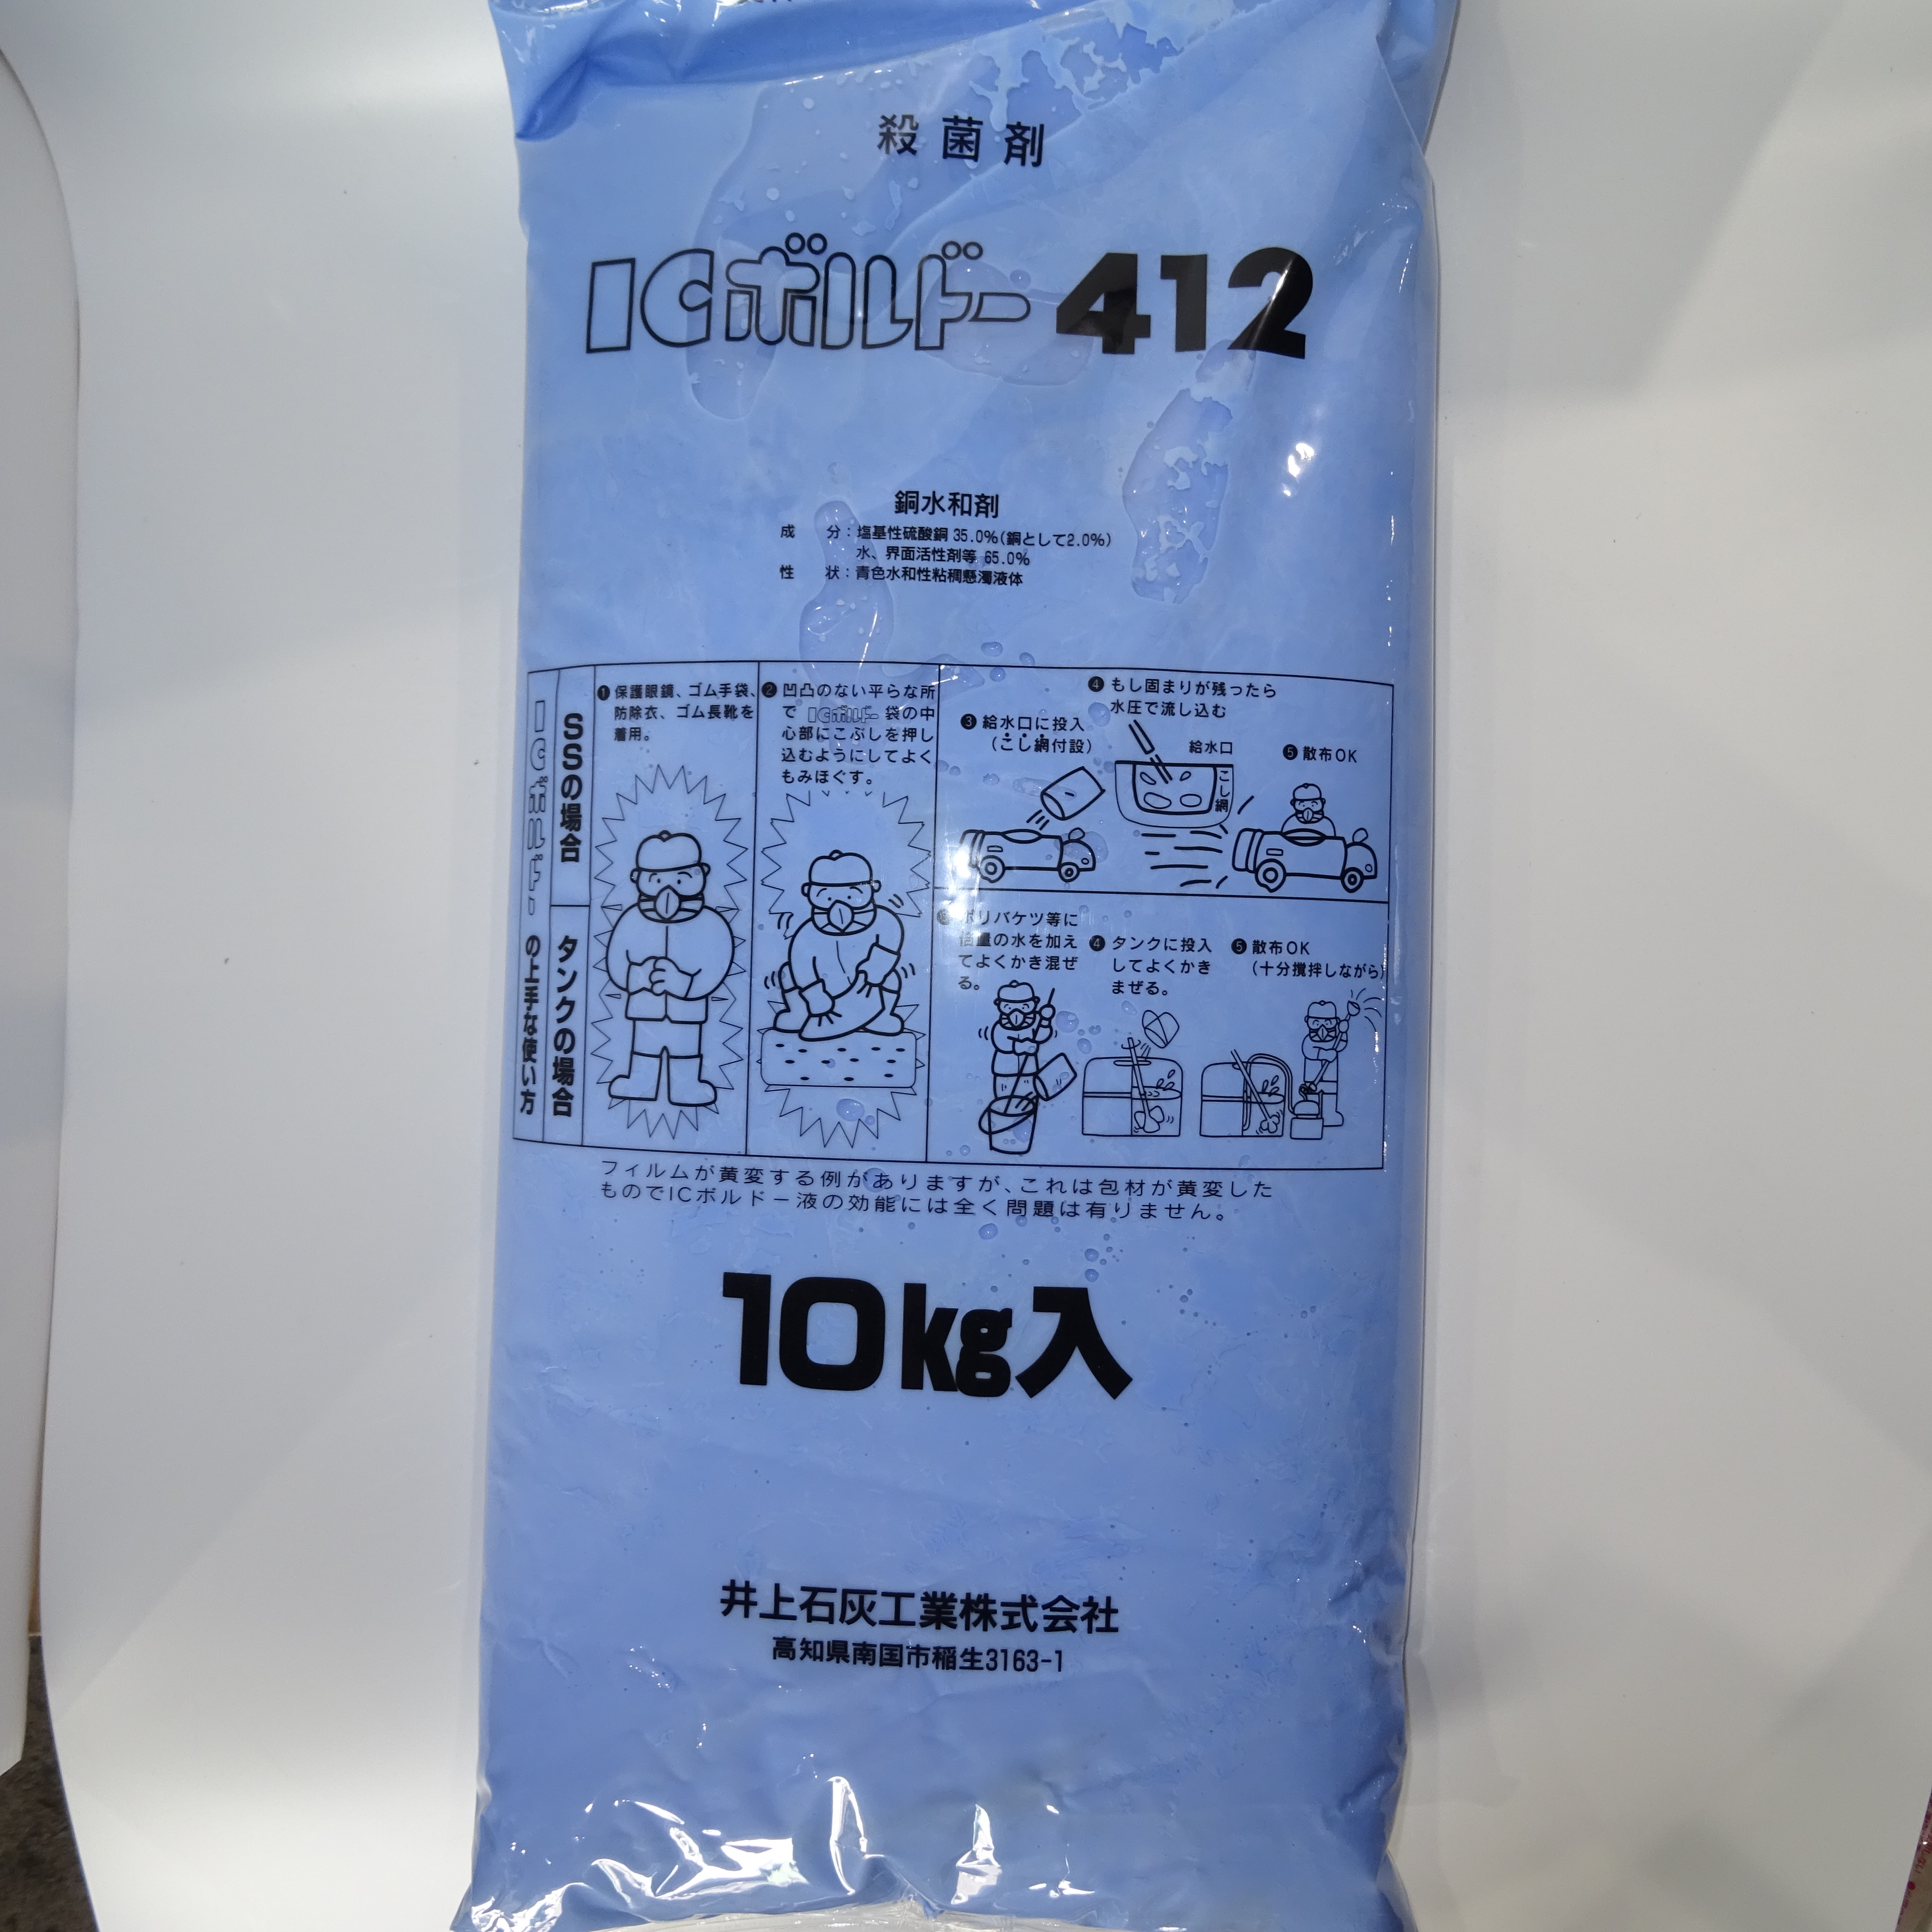 殺菌剤
ICボルドー412
銅水和剤
成 分：塩基性硫酸銅 35.0%(銅として2.0%)
水、界面活性剤等 65.0%
性 状：青色水和性粘稠懸濁液体
ICボルドー の上手な使い方
SSの場合
タンクの場合
❶保護眼鏡、ゴム手袋、
防除衣、ゴム長靴を
着用。
❷凹凸のない平らな所
で ICボルドー 袋の中
心部にこぶしを押し
込むようにしてよく
もみほぐす。
❸給水口に投入
（こし網付設）
❹もし固まりが残ったら
水圧で流し込む
給水口
こし網
❺散布OK
ポリバケツ等に
倍量の水を加え
てよくかき混ぜ
る。
❹タンクに投入
してよくかき
まぜる。
❺散布OK
（十分攪拌しながら）
フィルムが黄変する例がありますが、これは包材が黄変した
ものでICボルドー液の効能には全く問題は有りません。
10kg入
井上石灰工業株式会社
高知県南国市稲生3163-1